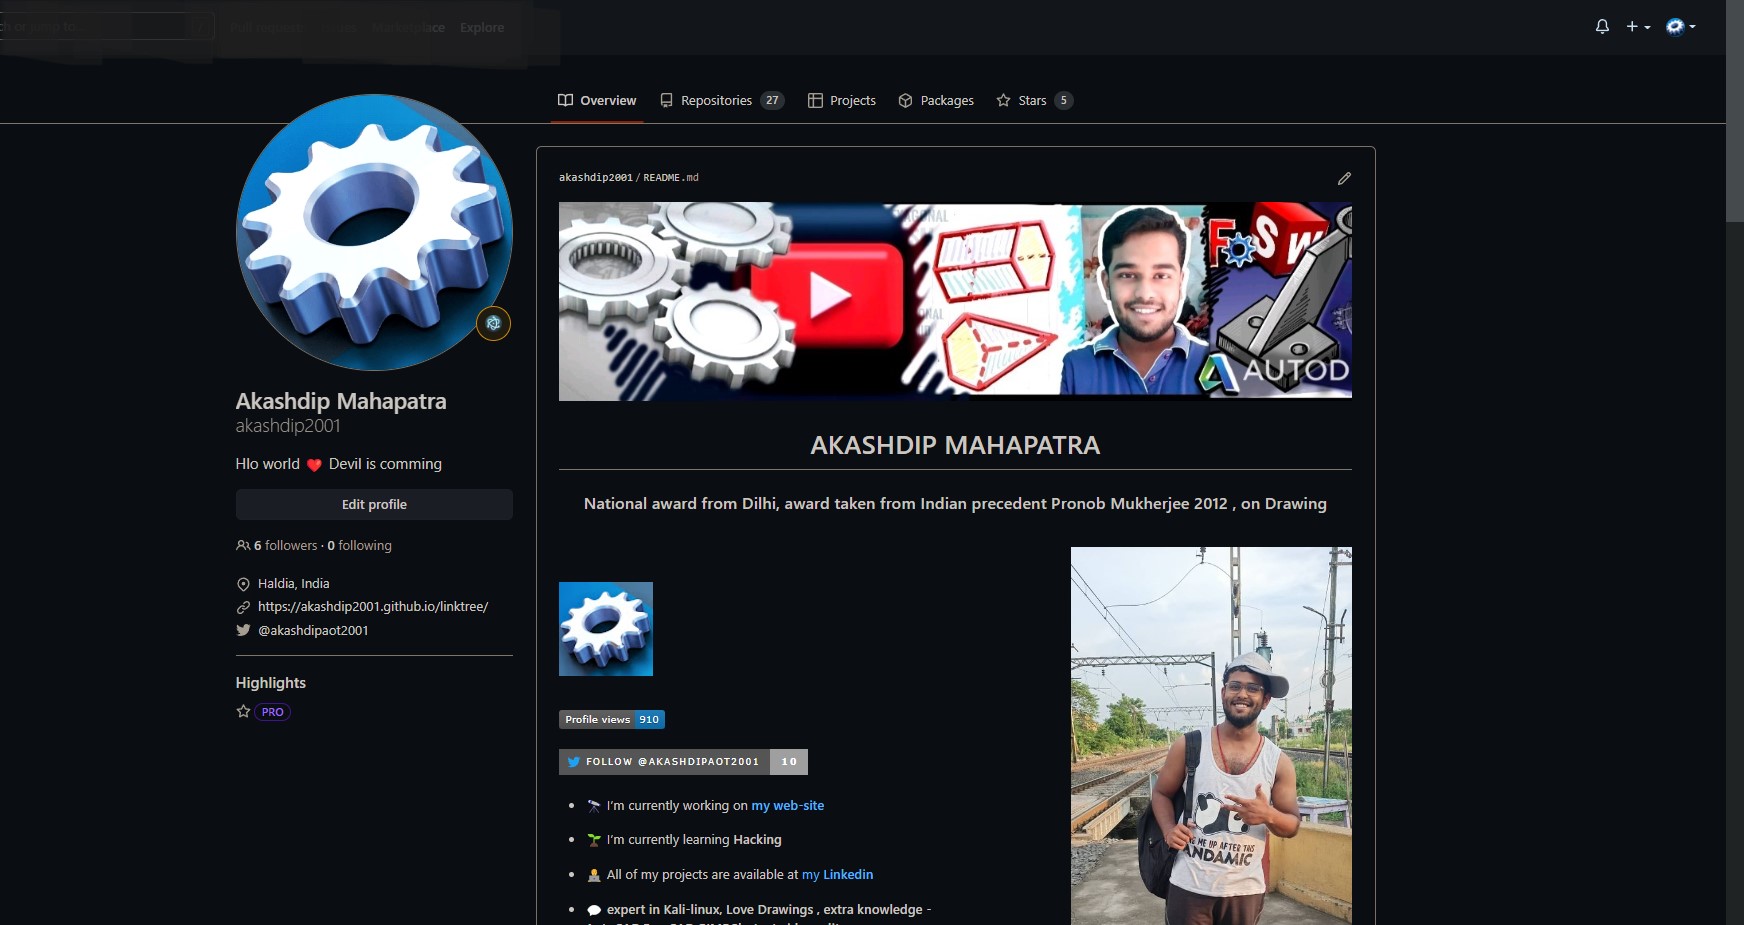 Marketplace Explore
Overview Repositories 27 Projects Packages Stars 5
akashdip2001 / README.md
AUTOD
Akashdip Mahapatra
akashdip2001
Hlo world ❤️ Devil is comming
Edit profile
6 followers · 0 following
Haldia, India
https://akashdip2001.github.io/linktree/
@akashdipaot2001
Highlights
PRO
AKASHDIP MAHAPATRA
National award from Dilhi, award taken from Indian precedent Pronob Mukherjee 2012 , on Drawing
Profile views 910
FOLLOW @AKASHDIPAOT2001 10
• 🔭 I'm currently working on my web-site
• 🌱 I'm currently learning Hacking
• 👨‍💻 All of my projects are available at my Linkedin
• 💬 expert in Kali-linux, Love Drawings , extra knowledge -
ME UP AFTER THIS
ANDAMIC